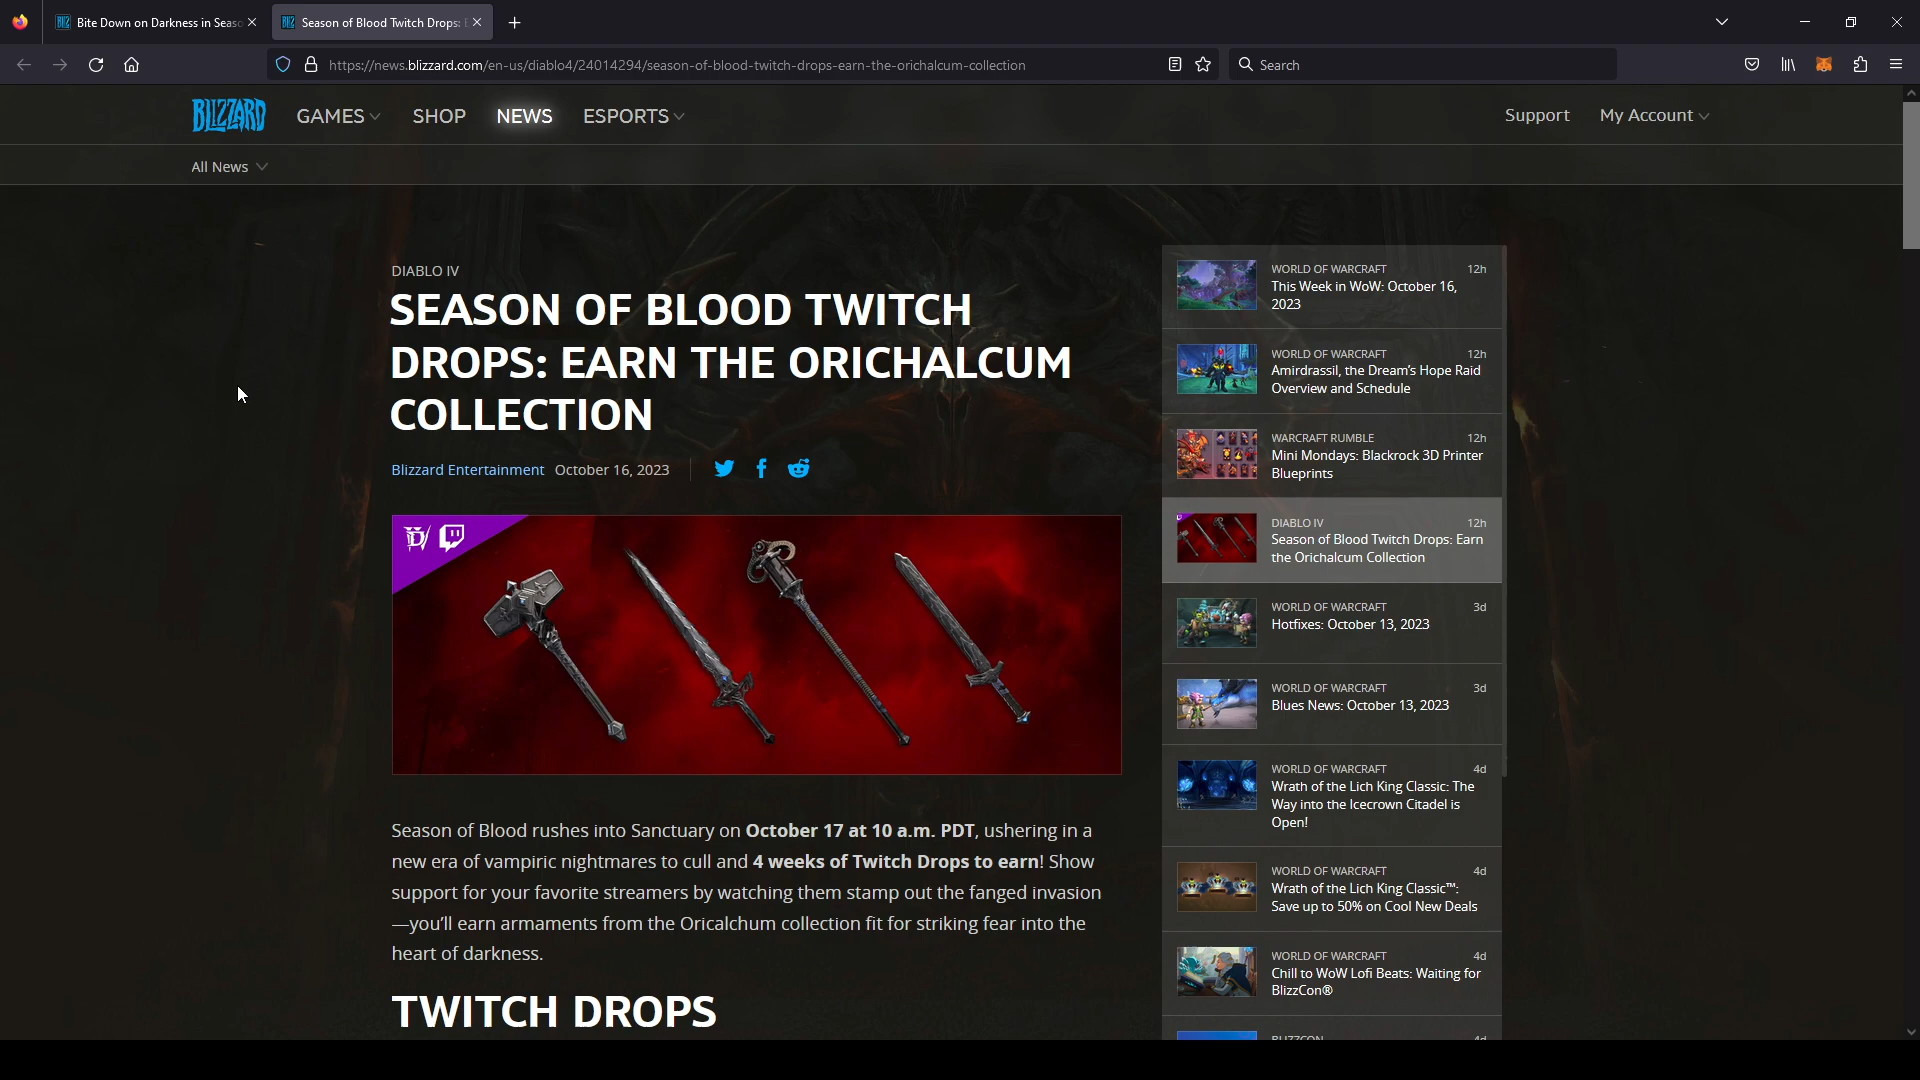 Bite Down on Darkness in Seaso
Season of Blood Twitch Drops: E
https://news.blizzard.com/en-us/diablo4/24014294/season-of-blood-twitch-drops-earn-the-orichalcum-collection
Search
BLIZZARD
GAMES
SHOP
NEWS
ESPORTS
Support
My Account
All News
DIABLO IV
SEASON OF BLOOD TWITCH
DROPS: EARN THE ORICHALCUM
COLLECTION
Blizzard Entertainment October 16, 2023
Season of Blood rushes into Sanctuary on October 17 at 10 a.m. PDT, ushering in a
new era of vampiric nightmares to cull and 4 weeks of Twitch Drops to earn! Show
support for your favorite streamers by watching them stamp out the fanged invasion
—you’ll earn armaments from the Oricalchum collection fit for striking fear into the
heart of darkness.
TWITCH DROPS
WORLD OF WARCRAFT 12h
This Week in WoW: October 16,
2023
WORLD OF WARCRAFT 12h
Amirdrassil, the Dream’s Hope Raid
Overview and Schedule
WARCRAFT RUMBLE 12h
Mini Mondays: Blackrock 3D Printer
Blueprints
DIABLO IV 12h
Season of Blood Twitch Drops: Earn
the Orichalcum Collection
WORLD OF WARCRAFT 3d
Hotfixes: October 13, 2023
WORLD OF WARCRAFT 3d
Blues News: October 13, 2023
WORLD OF WARCRAFT 4d
Wrath of the Lich King Classic: The
Way into the Icecrown Citadel is
Open!
WORLD OF WARCRAFT 4d
Wrath of the Lich King Classic™:
Save up to 50% on Cool New Deals
WORLD OF WARCRAFT 4d
Chill to WoW Lofi Beats: Waiting for
BlizzCon®
BLIZZCON 4d